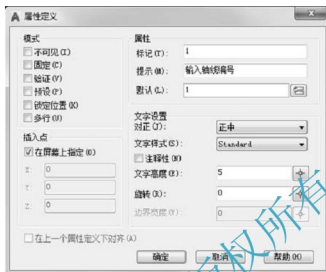 属性定义
模式
不可见(I)
固定(C)
验证(V)
预设(P)
锁定位置(K)
多行(U)
插入点
在屏幕上指定(O)
X: 0
Y: 0
Z: 0
在上一个属性定义下对齐(A)
属性
标记(T): 1
提示(M): 输入轴线编号
默认(L): 1
文字设置
对正(J): 正中
文字样式(S): Standard
注释性(N)
文字高度(E): 5
旋转(R): 0
边界宽度(W): 0
确定 取消 帮助(H)
权所有